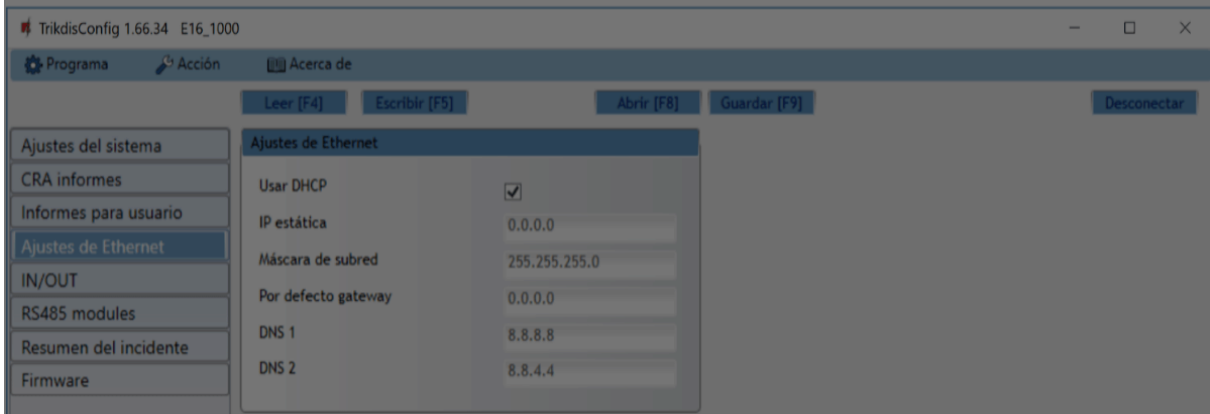 TrikdisConfig 1.66.34 E16_1000
Programa Acción Acerca de
Leer [F4] Escribir [F5] Abrir [F8] Guardar [F9] Desconectar
Ajustes del sistema
CRA informes
Informes para usuario
Ajustes de Ethernet
IN/OUT
RS485 modules
Resumen del incidente
Firmware
Ajustes de Ethernet
Usar DHCP
IP estática 0.0.0.0
Máscara de subred 255.255.255.0
Por defecto gateway 0.0.0.0
DNS 1 8.8.8.8
DNS 2 8.8.4.4